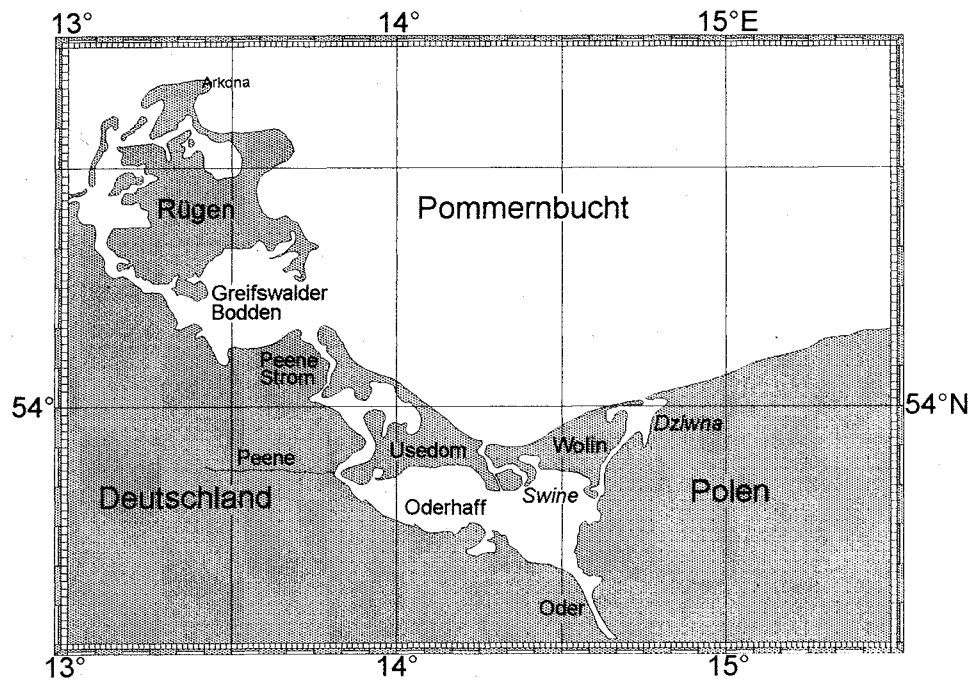 13°
14°
15°E
Arkona
Rügen
Pommernbucht
Greifswalder
Bodden
Peene
Strom
54°
54°N
Dziwna
Usedom
Wolin
Peene
Deutschland
Swine
Polen
Oderhaff
Oder
13°
14°
15°